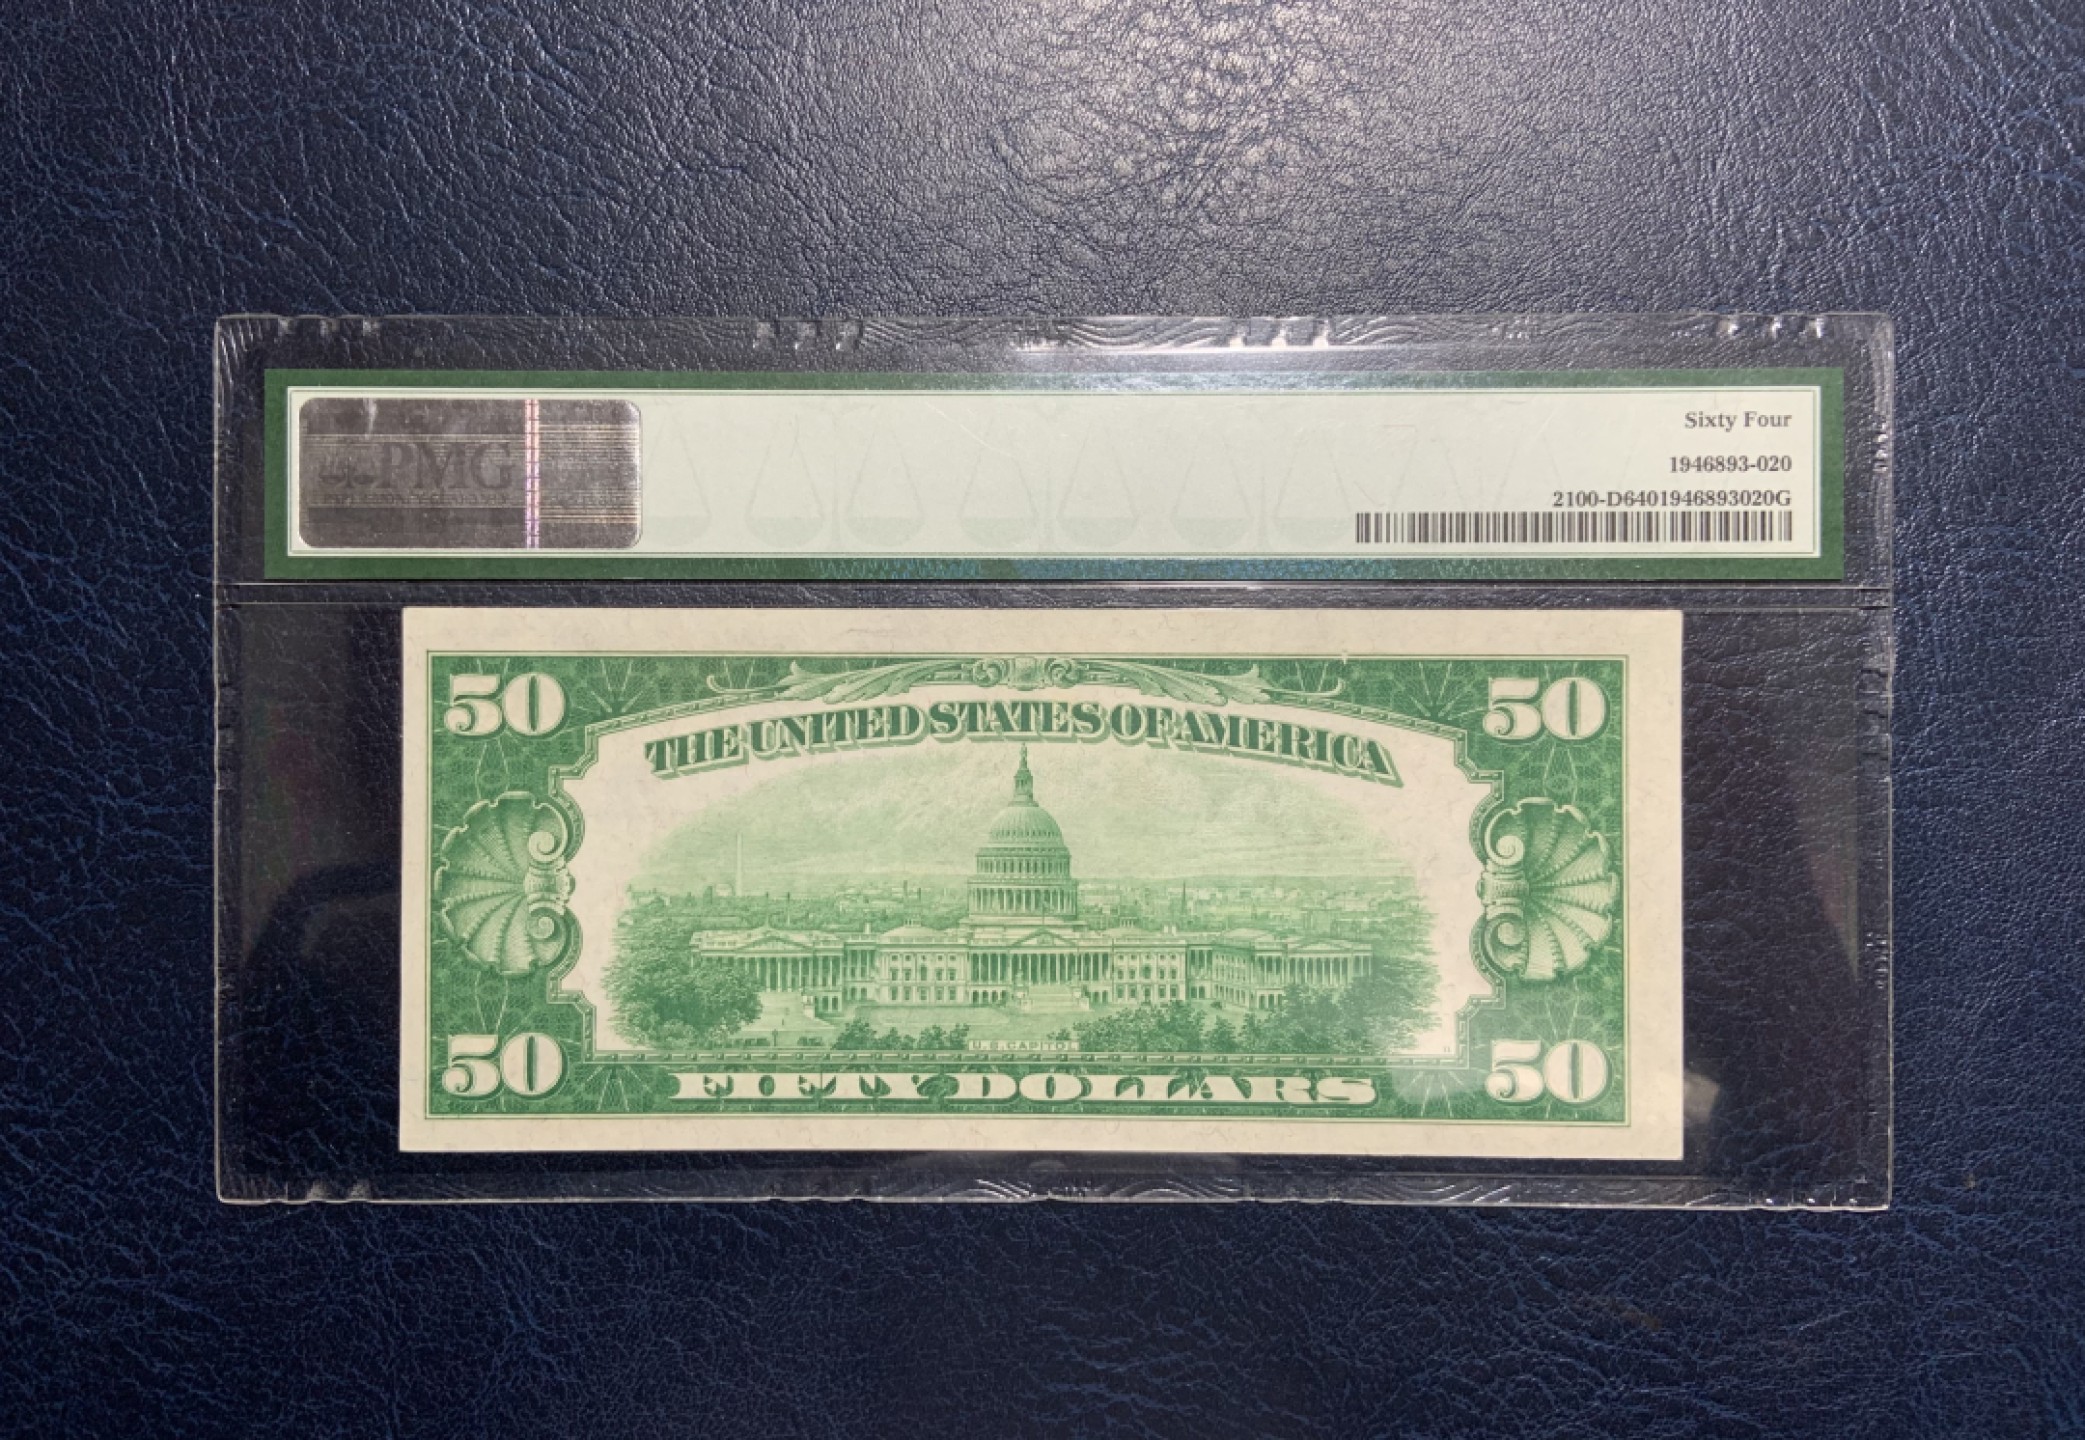 PMG
Sixty Four
1946893-020
2100-D6401946893020G
50
50
THE UNITED STATES OF AMERICA
U.S. CAPITOL
50
FIFTY DOLLARS
50